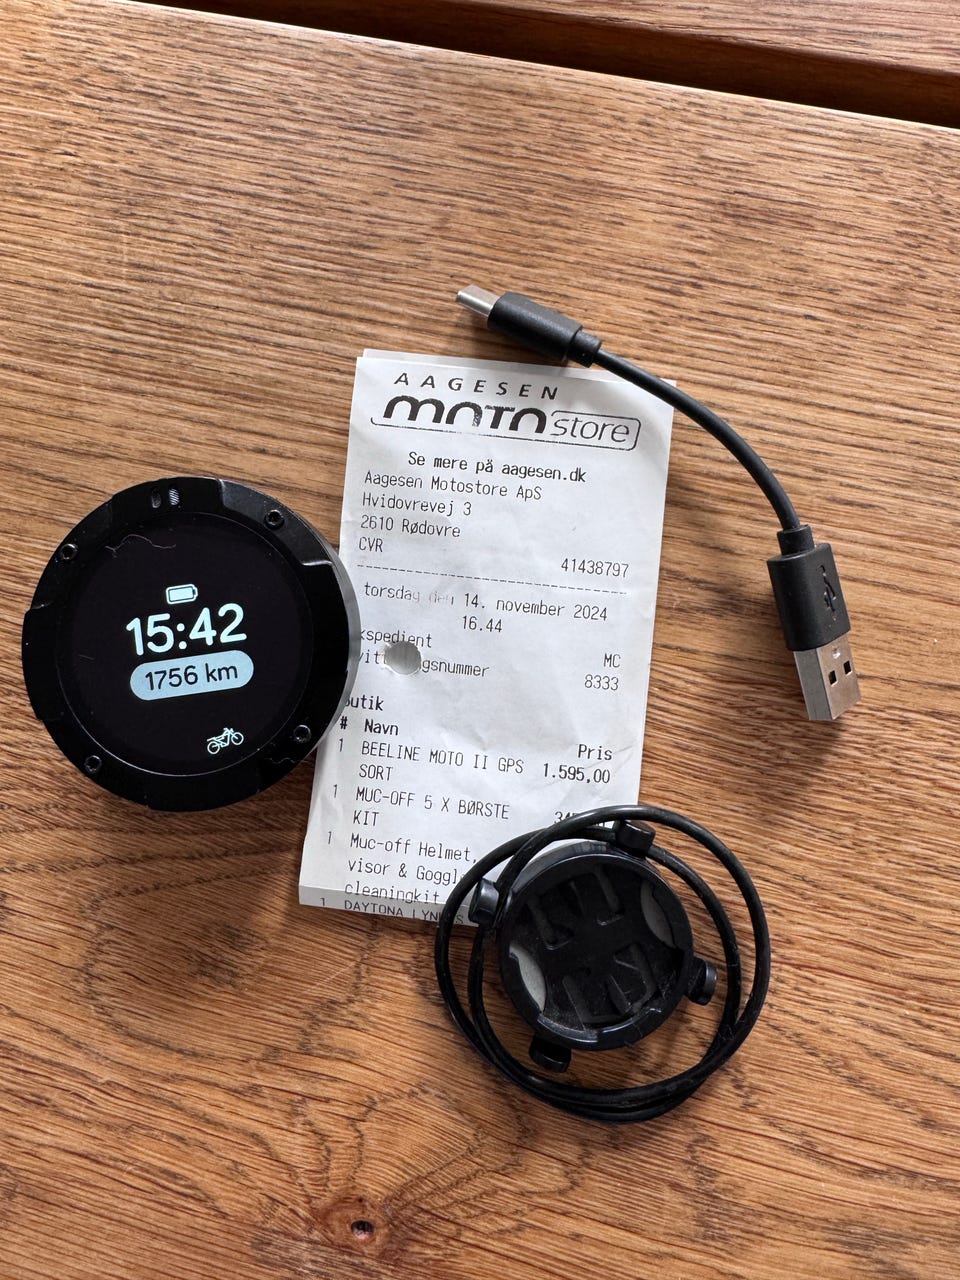 15:42
1756 km
AAGESEN
MOTO store
Se mere på aagesen.dk
Aagesen Motostore ApS
Hvidovrevej 3
2610 Rødovre
CVR
41438797
torsdag den 14. november 2024
16.44
kspedient MC
8333
utik
# Navn Pris
1 BEELINE MOTO II GPS 1.595,00
SORT
1 MUC-OFF 5 X BØRSTE
KIT
1 Muc-off Helmet,
visor &
cleaningkit
1 DAYTONA